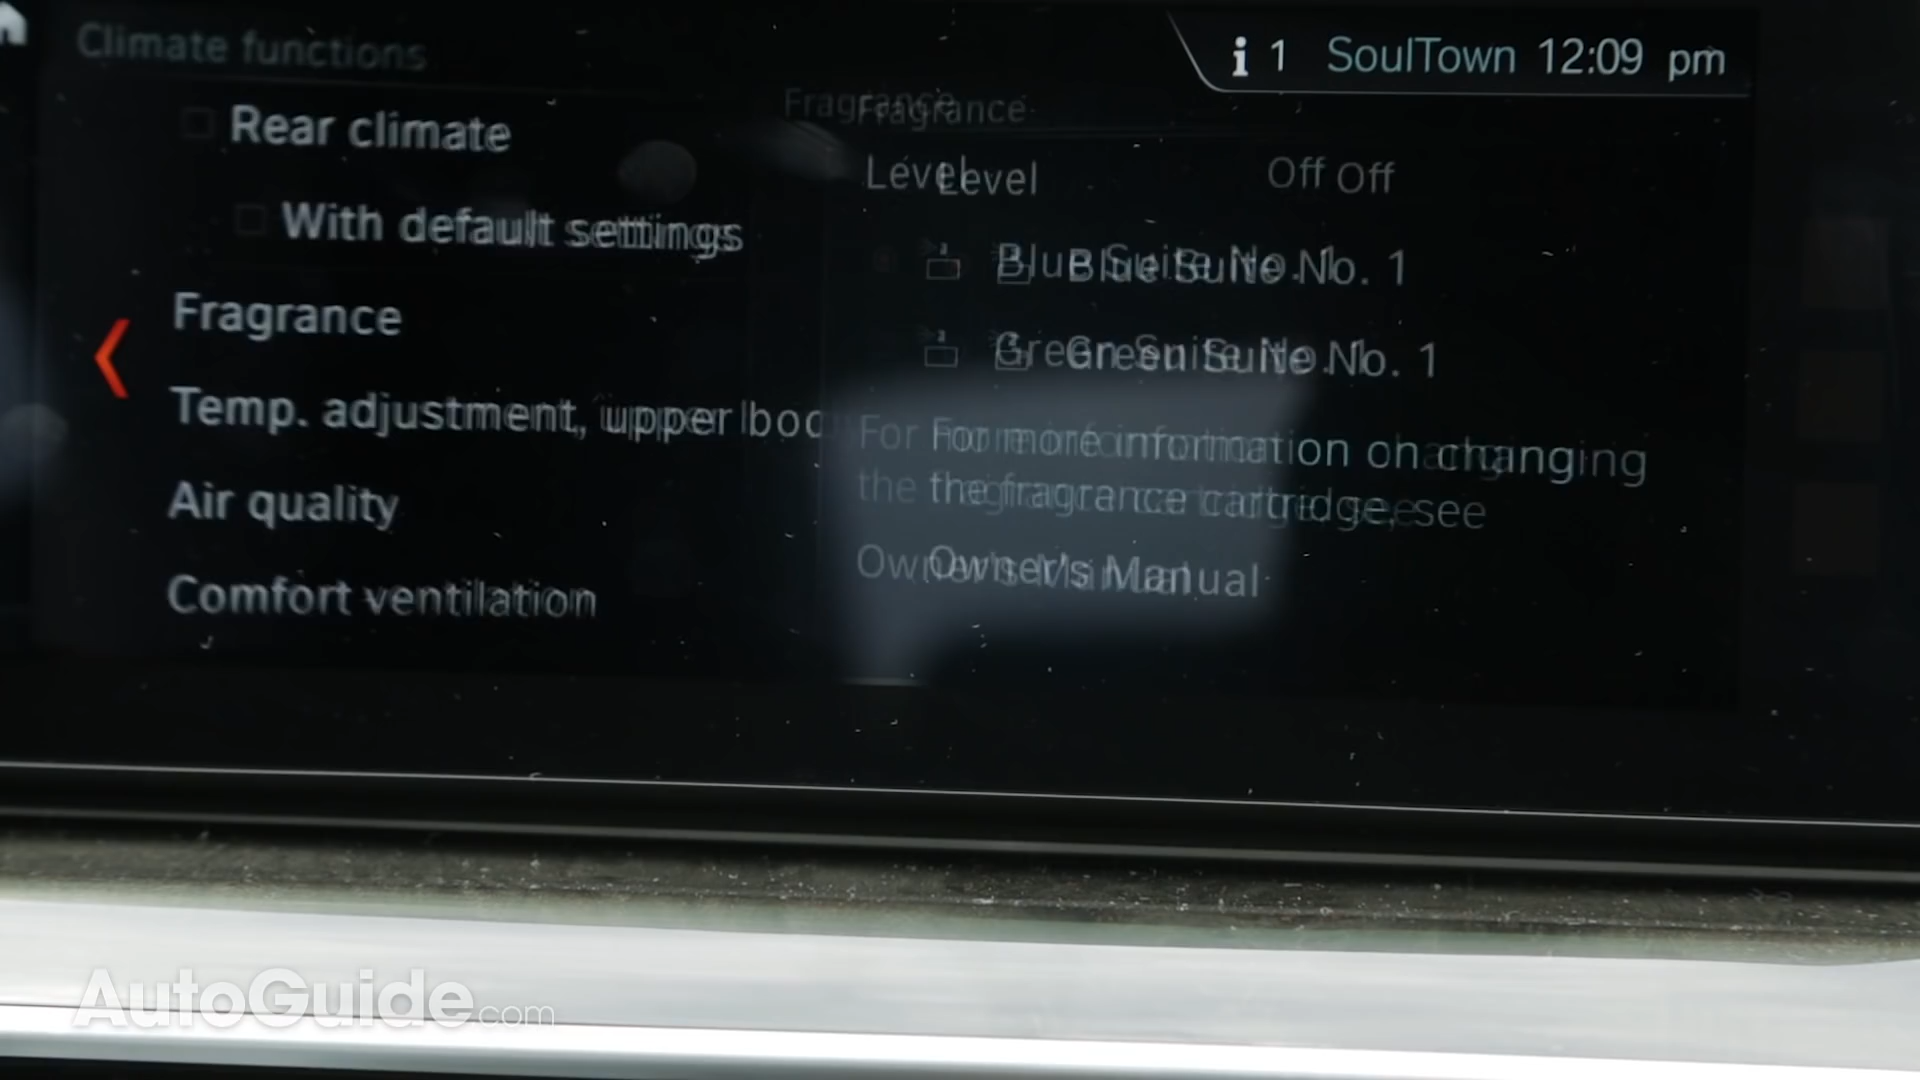 Climate functions
i 1 SoulTown 12:09 pm
Rear climate
With default settings
Fragrance
Temp. adjustment, upper body
Air quality
Comfort ventilation
Fragrance
Level Off
Blue Suite No. 1
Green Suite No. 1
For more information on changing
the fragrance cartridge, see
Owner's Manual
AutoGuide.com